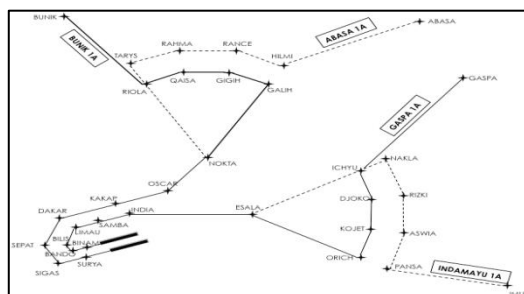 BUNIK
ABASA
RAHMA
RANCE
ABASA 1A
TARYS
HILMI
BUNIK 1A
QAISA
GIGIH
GASPA
RIOLA
GALIH
GASPA 1A
NOKTA
ICHYU
NAKLA
OSCAR
DJOKO
RIZKI
KAKAP
DAKAR
INDIA
ESALA
LIMAU
SAMBA
KOJET
ASWIA
SEPAT
BILIS
BINAM
BANDO
SURYA
ORICH
SIGAS
PANSA
INDAMAYU 1A